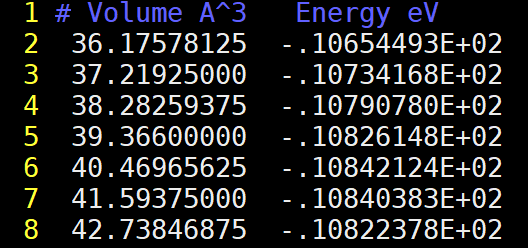 1 # Volume A^3   Energy eV
2 36.17578125  -.10654493E+02
3 37.21925000  -.10734168E+02
4 38.28259375  -.10790780E+02
5 39.36600000  -.10826148E+02
6 40.46965625  -.10842124E+02
7 41.59375000  -.10840383E+02
8 42.73846875  -.10822378E+02